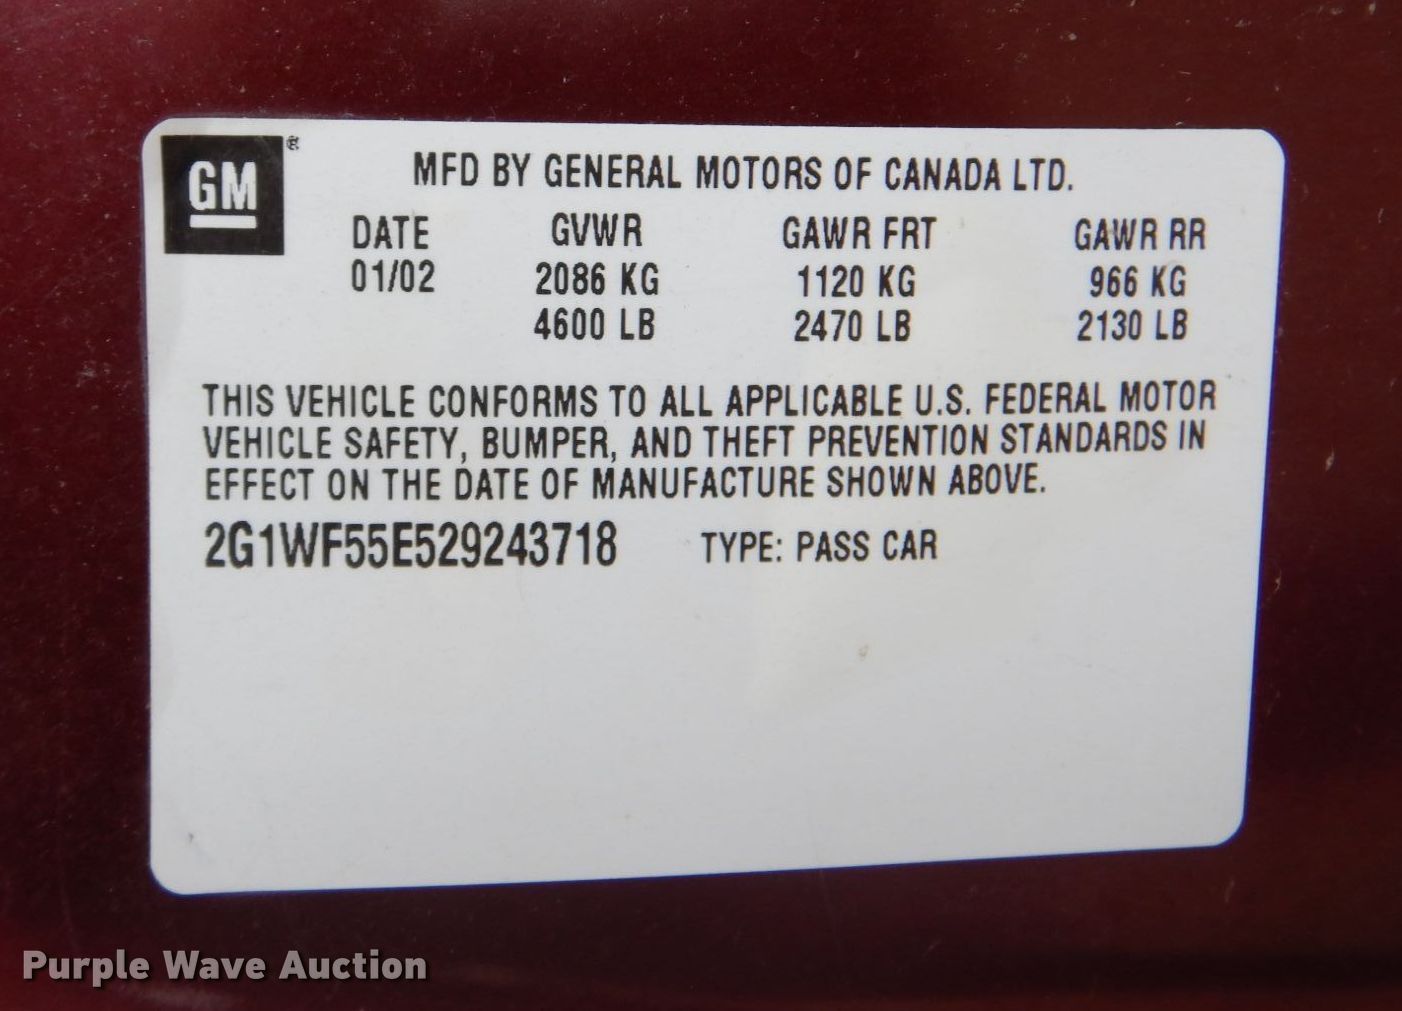 GM®
MFD BY GENERAL MOTORS OF CANADA LTD.
DATE GVWR GAWR FRT GAWR RR
01/02 2086 KG 1120 KG 966 KG
4600 LB 2470 LB 2130 LB
THIS VEHICLE CONFORMS TO ALL APPLICABLE U.S. FEDERAL MOTOR
VEHICLE SAFETY, BUMPER, AND THEFT PREVENTION STANDARDS IN
EFFECT ON THE DATE OF MANUFACTURE SHOWN ABOVE.
2G1WF55E529243718 TYPE: PASS CAR
Purple Wave Auction